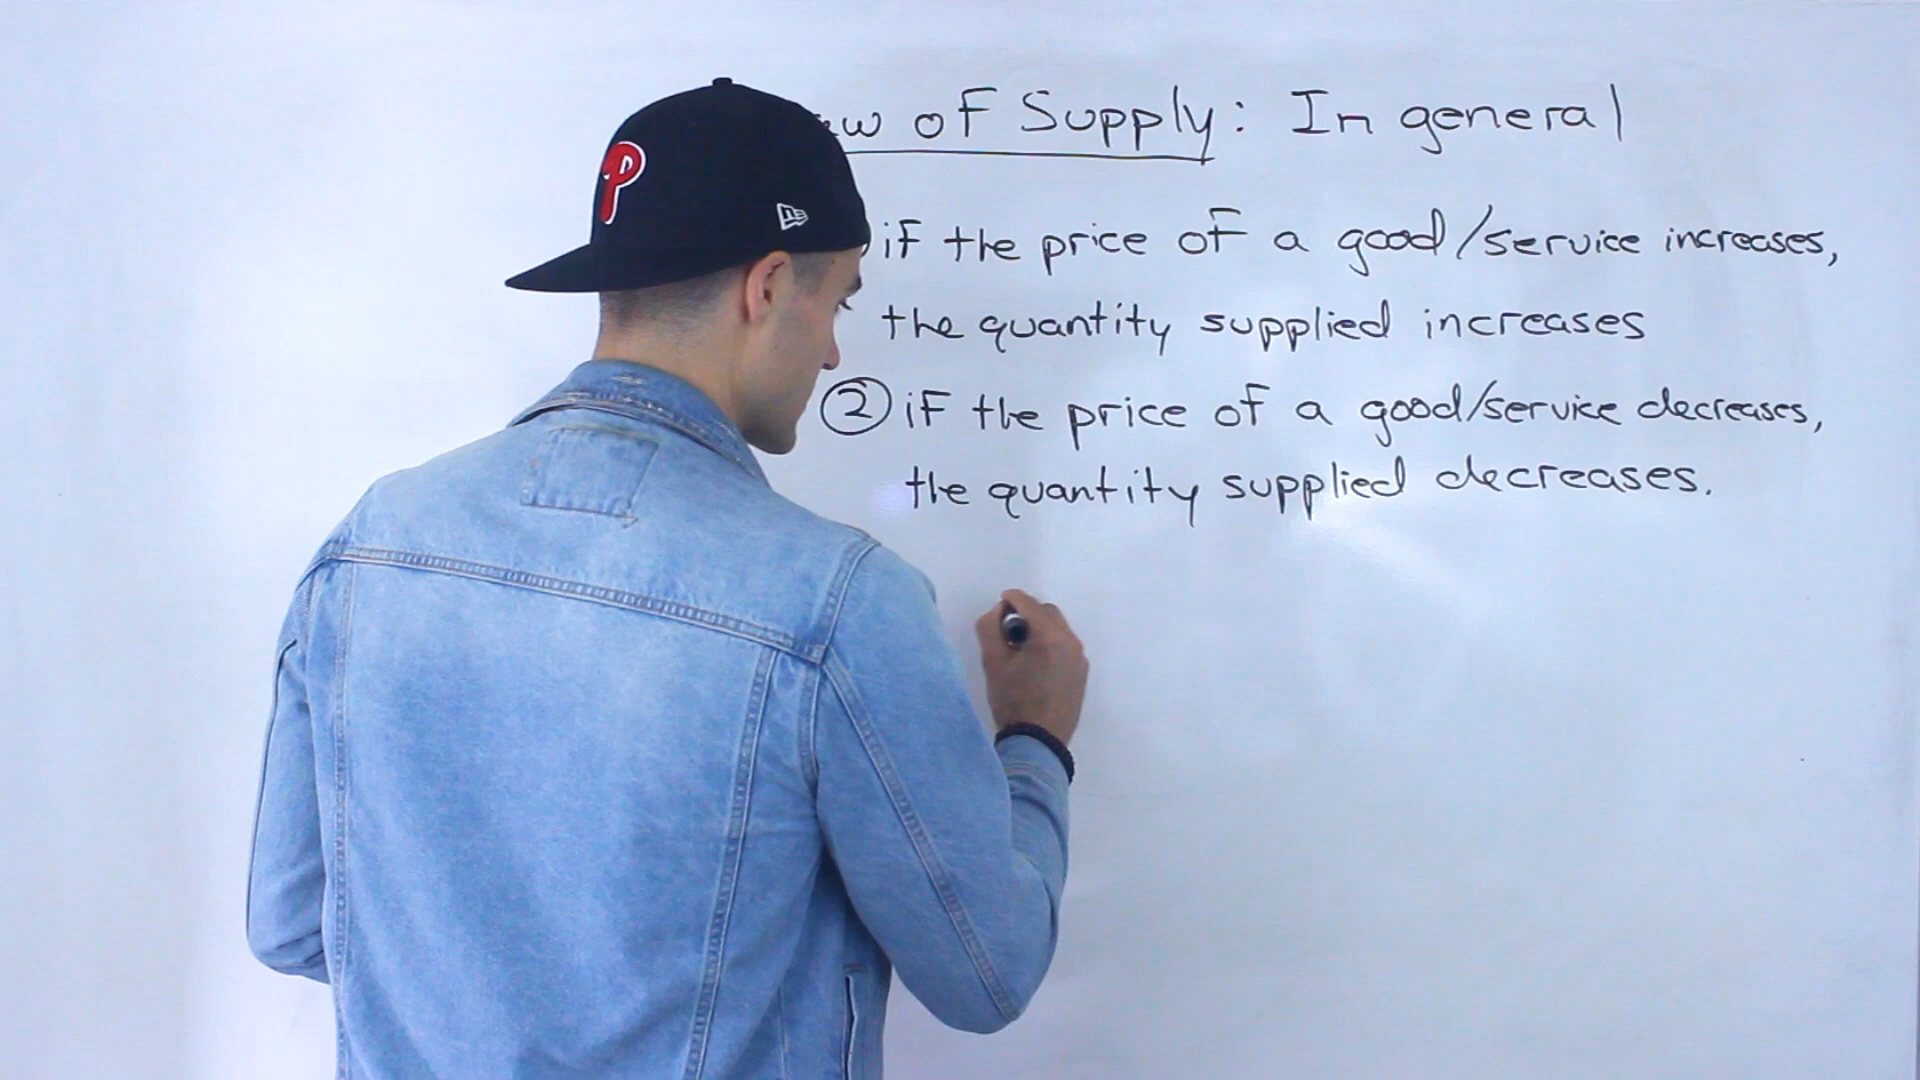 of Supply: In general
if the price of a good/service increases,
the quantity supplied increases
② if the price of a good/service decreases,
the quantity supplied decreases.
P